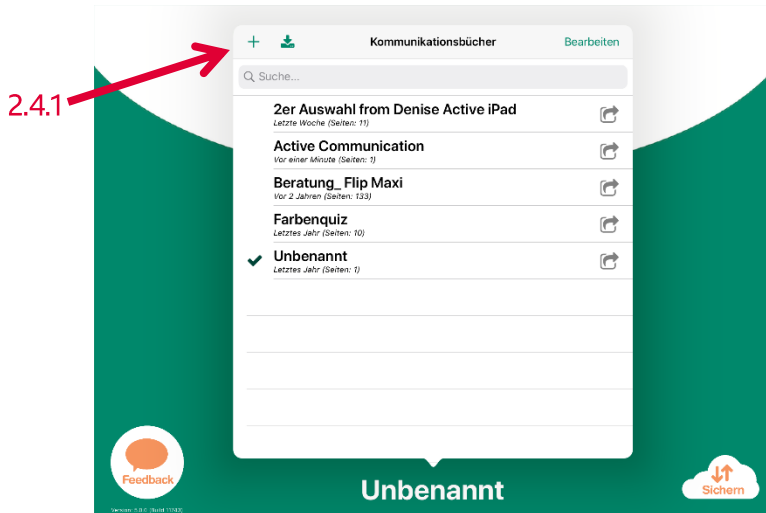 Kommunikationsbücher
Bearbeiten
Suche...
2.4.1
2er Auswahl from Denise Active iPad
Letzte Woche (Seiten: 11)
Active Communication
Vor einer Minute (Seiten: 1)
Beratung_ Flip Maxi
Vor 2 Jahren (Seiten: 133)
Farbenquiz
Letztes Jahr (Seiten: 10)
Unbenannt
Letztes Jahr (Seiten: 1)
Feedback
Unbenannt
Sichern